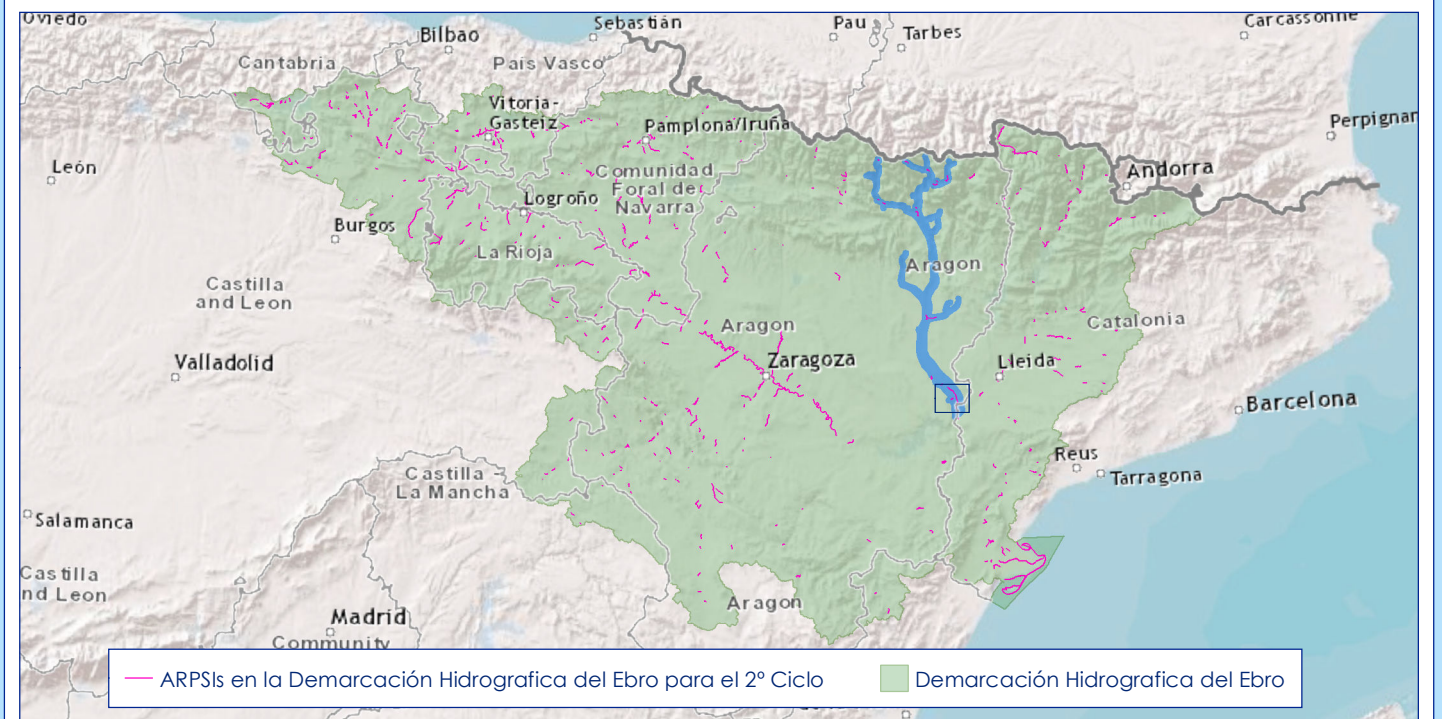 Oviedo
Sebastián
Pau
Tarbes
Carcassonne
Bilbao
Cantabria
País Vasco
Vitoria-
Gasteiz
Pamplona/Iruña
Perpignan
León
Andorra
Comunidad
Foral de
Navarra
Logroño
Burgos
La Rioja
Aragon
Castilla
and Leon
Aragon
Catalonia
Valladolid
Zaragoza
Lleida
Barcelona
Reus
Tarragona
Castilla -
La Mancha
Salamanca
Castilla
nd Leon
Aragon
Madrid
Community
ARPSIs en la Demarcación Hidrografica del Ebro para el 2º Ciclo
Demarcación Hidrografica del Ebro